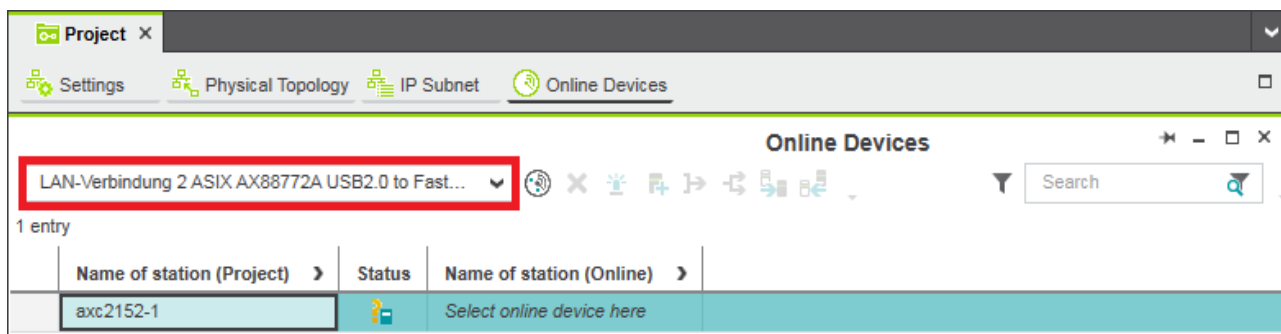 Project
Settings Physical Topology IP Subnet Online Devices
Online Devices
LAN-Verbindung 2 ASIX AX88772A USB2.0 to Fast... Search
1 entry
Name of station (Project) Status Name of station (Online)
axc2152-1 Select online device here